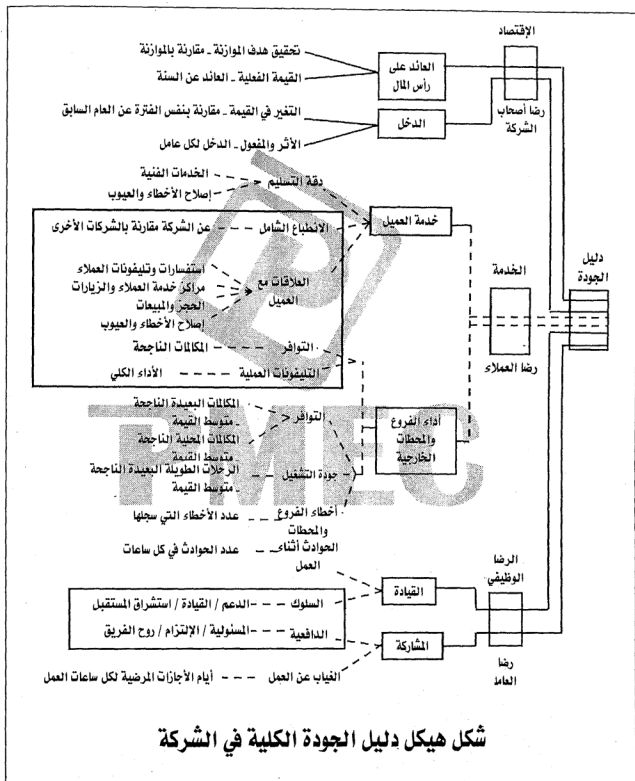 الإقتصاد
رضا أصحاب
الشركة
العائد على
رأس المال
تحقيق هدف الموازنة ـ مقارنة بالموازنة
القيمة الفعلية ـ العائد عن السنة
الدخل
التغير في القيمة ـ مقارنة بنفس الفترة عن العام السابق
الأثر والمفعول ـ الدخل لكل عامل
دليل
الجودة
الخدمة
رضا العملاء
خدمة العميل
دقة التسليم
الخدمات الفنية
إصلاح الأخطاء والعيوب
الانطباع الشامل
عن الشركة مقارنة بالشركات الأخرى
العلاقات مع
العميل
استفسارات وتليفونات العملاء
مراكز خدمة العملاء والزيارات
الحجز والمبيعات
إصلاح الأخطاء والعيوب
التوافر
المكالمات الناجحة
التليفونات العملية
الأداء الكلي
أداء الفروع
والمحطات
الخارجية
التوافر
المكالمات البعيدة الناجحة
ـ متوسط القيمة
المكالمات المحلية الناجحة
ـ متوسط القيمة
جودة التشغيل
الرحلات الطويلة البعيدة الناجحة
ـ متوسط القيمة
أخطاء الفروع
والمحطات
عدد الأخطاء التي سجلها
الحوادث أثناء
العمل
عدد الحوادث في كل ساعات
الرضا
الوظيفي
رضا
العامل
القيادة
السلوك
الدعم / القيادة / استشراق المستقبل
الدافعية
المسئولية / الإلتزام / روح الفريق
المشاركة
الغياب عن العمل
أيام الأجازات المرضية لكل ساعات العمل
شكل هيكل دليل الجودة الكلية في الشركة
PMEC